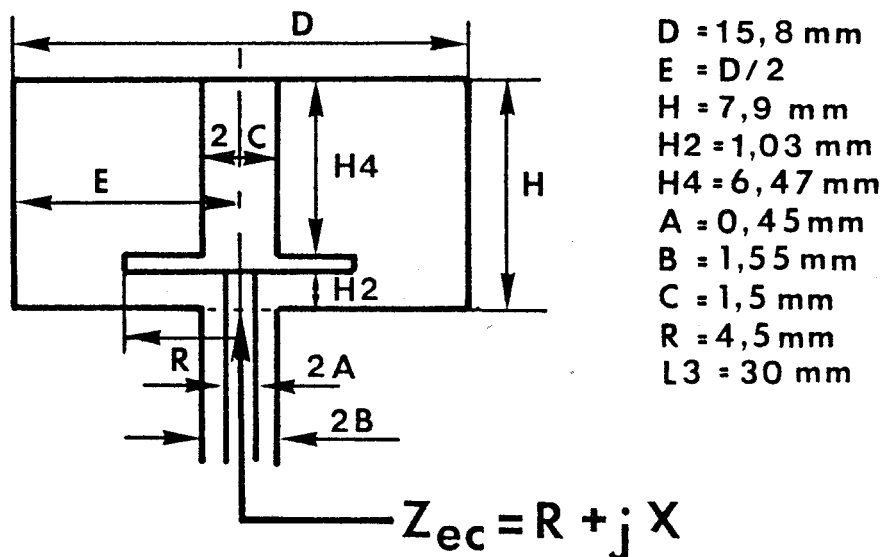 D
2 C
E
H4
H
H2
R
2 A
2B
Zec = R + j X
D = 15,8 mm
E = D/2
H = 7,9 mm
H2 = 1,03 mm
H4 = 6,47 mm
A = 0,45 mm
B = 1,55 mm
C = 1,5 mm
R = 4,5 mm
L3 = 30 mm